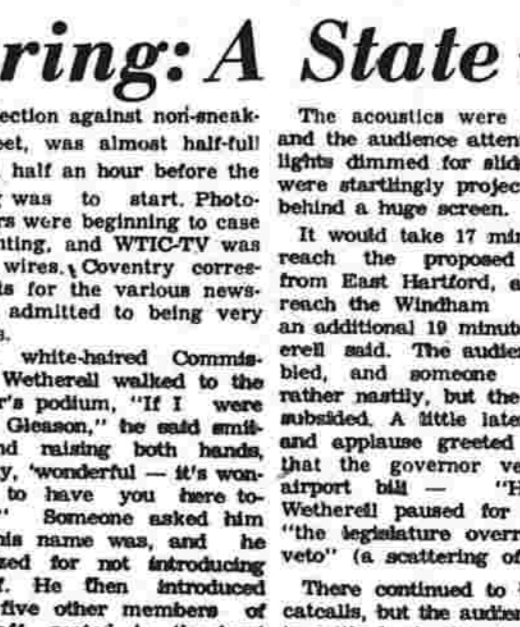 ring: A State
ection against non-sneak-
eet, was almost half-full
half an hour before the
was to start. Photo-
rs were beginning to case
nting, and WTIC-TV was
wires. Coventry corres-
ts for the various news-
admitted to being very
s.
white-haired Commis-
Wetherell walked to the
r's podium, "If I were
Gleason," he said smil-
nd raising both hands,
y, 'wonderful — it's won-
to have you here to-
" Someone asked him
his name was, and he
zed for not introducing
f. He then introduced
five other members of
The acoustics were
and the audience atten
lights dimmed for slid
were startlingly projec
behind a huge screen.
It would take 17 min
reach the proposed
from East Hartford, a
reach the Windham
an additional 19 minut
erell said. The audie
bled, and someone
rather nastily, but the
subsided. A little late
and applause greeted
that the governor ve
airport bill — "H
Wetherell paused for
"the legislature overr
veto" (a scattering of
There continued to
catcalls, but the audien